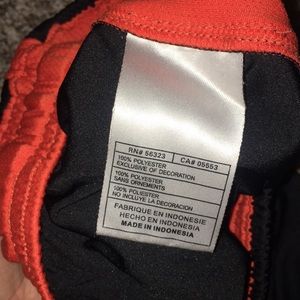 RN# 56323 CA# 05553
100% POLYESTER
EXCLUSIVE OF DECORATION
100% POLYESTER
SANS ORNEMENTS
100% POLIESTER
NO INCLUYE LA DECORACION
FABRIQUE EN INDONESIE
HECHO EN INDONESIA
MADE IN INDONESIA